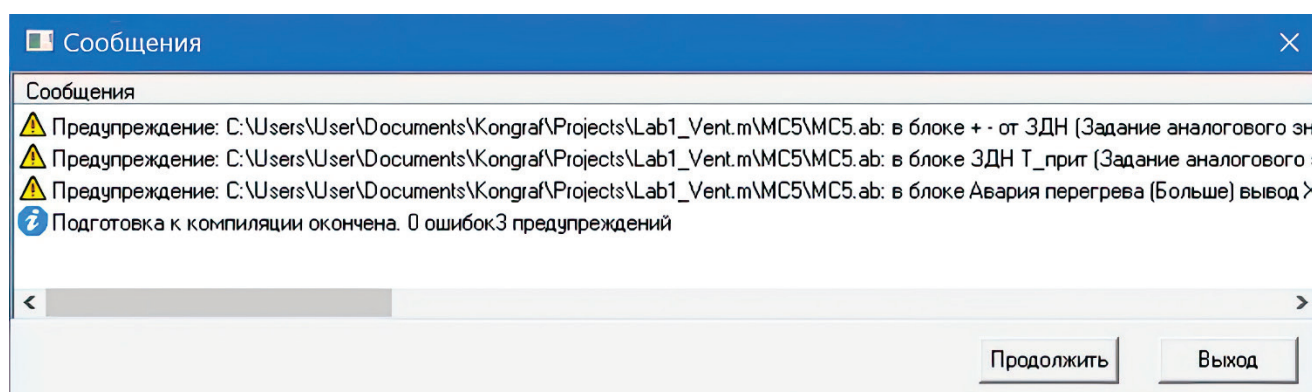 Сообщения
Сообщения
Предупреждение: C:\Users\User\Documents\Kongraf\Projects\Lab1_Vent.m\MC5\MC5.ab: в блоке + - от ЗДН (Задание аналогового зн
Предупреждение: C:\Users\User\Documents\Kongraf\Projects\Lab1_Vent.m\MC5\MC5.ab: в блоке ЗДН Т_прит (Задание аналогового
Предупреждение: C:\Users\User\Documents\Kongraf\Projects\Lab1_Vent.m\MC5\MC5.ab: в блоке Авария перегрева (Больше) вывод X
Подготовка к компиляции окончена. 0 ошибок3 предупреждений
Продолжить Выход